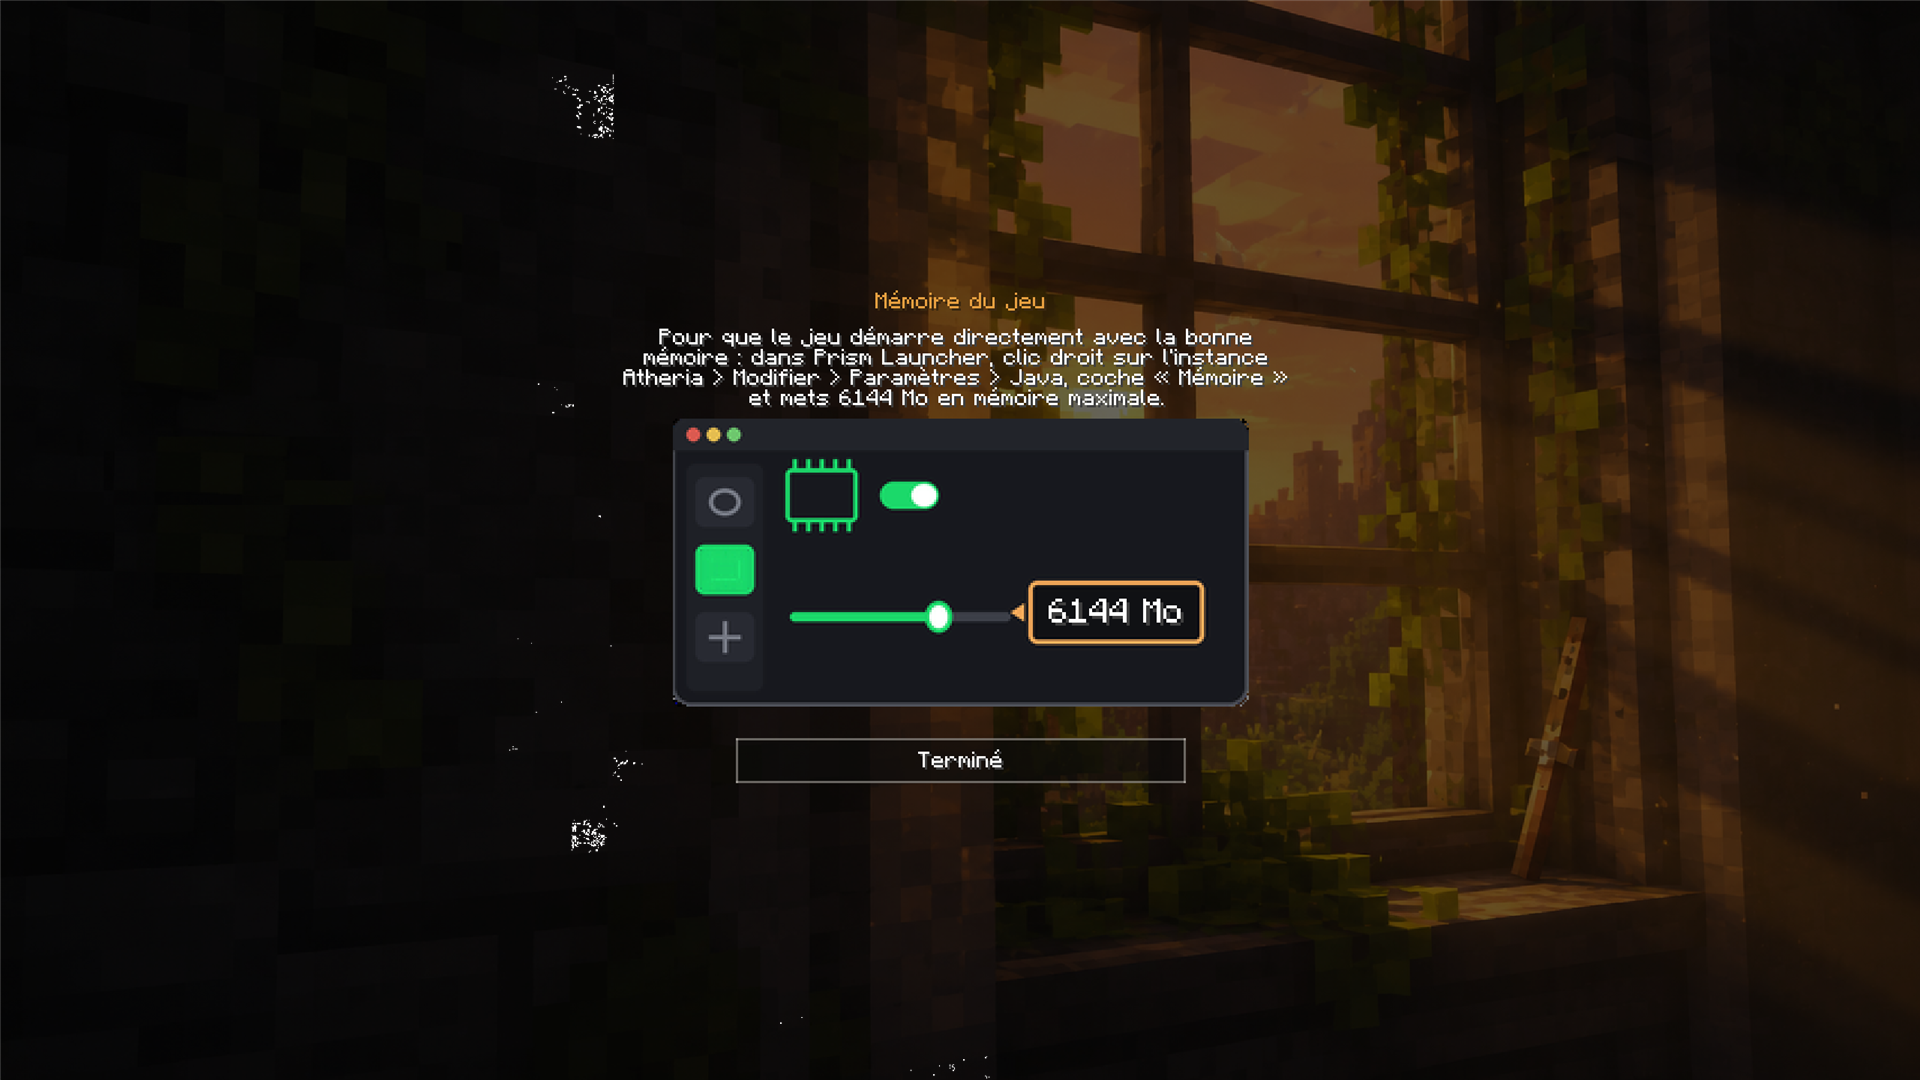 Mémoire du jeu
Pour que le jeu démarre directement avec la bonne
mémoire : dans Prism Launcher, clic droit sur l'instance
Atheria > Modifier > Paramètres > Java, coche « Mémoire »
et mets 6144 Mo en mémoire maximale.
6144 Mo
Terminé